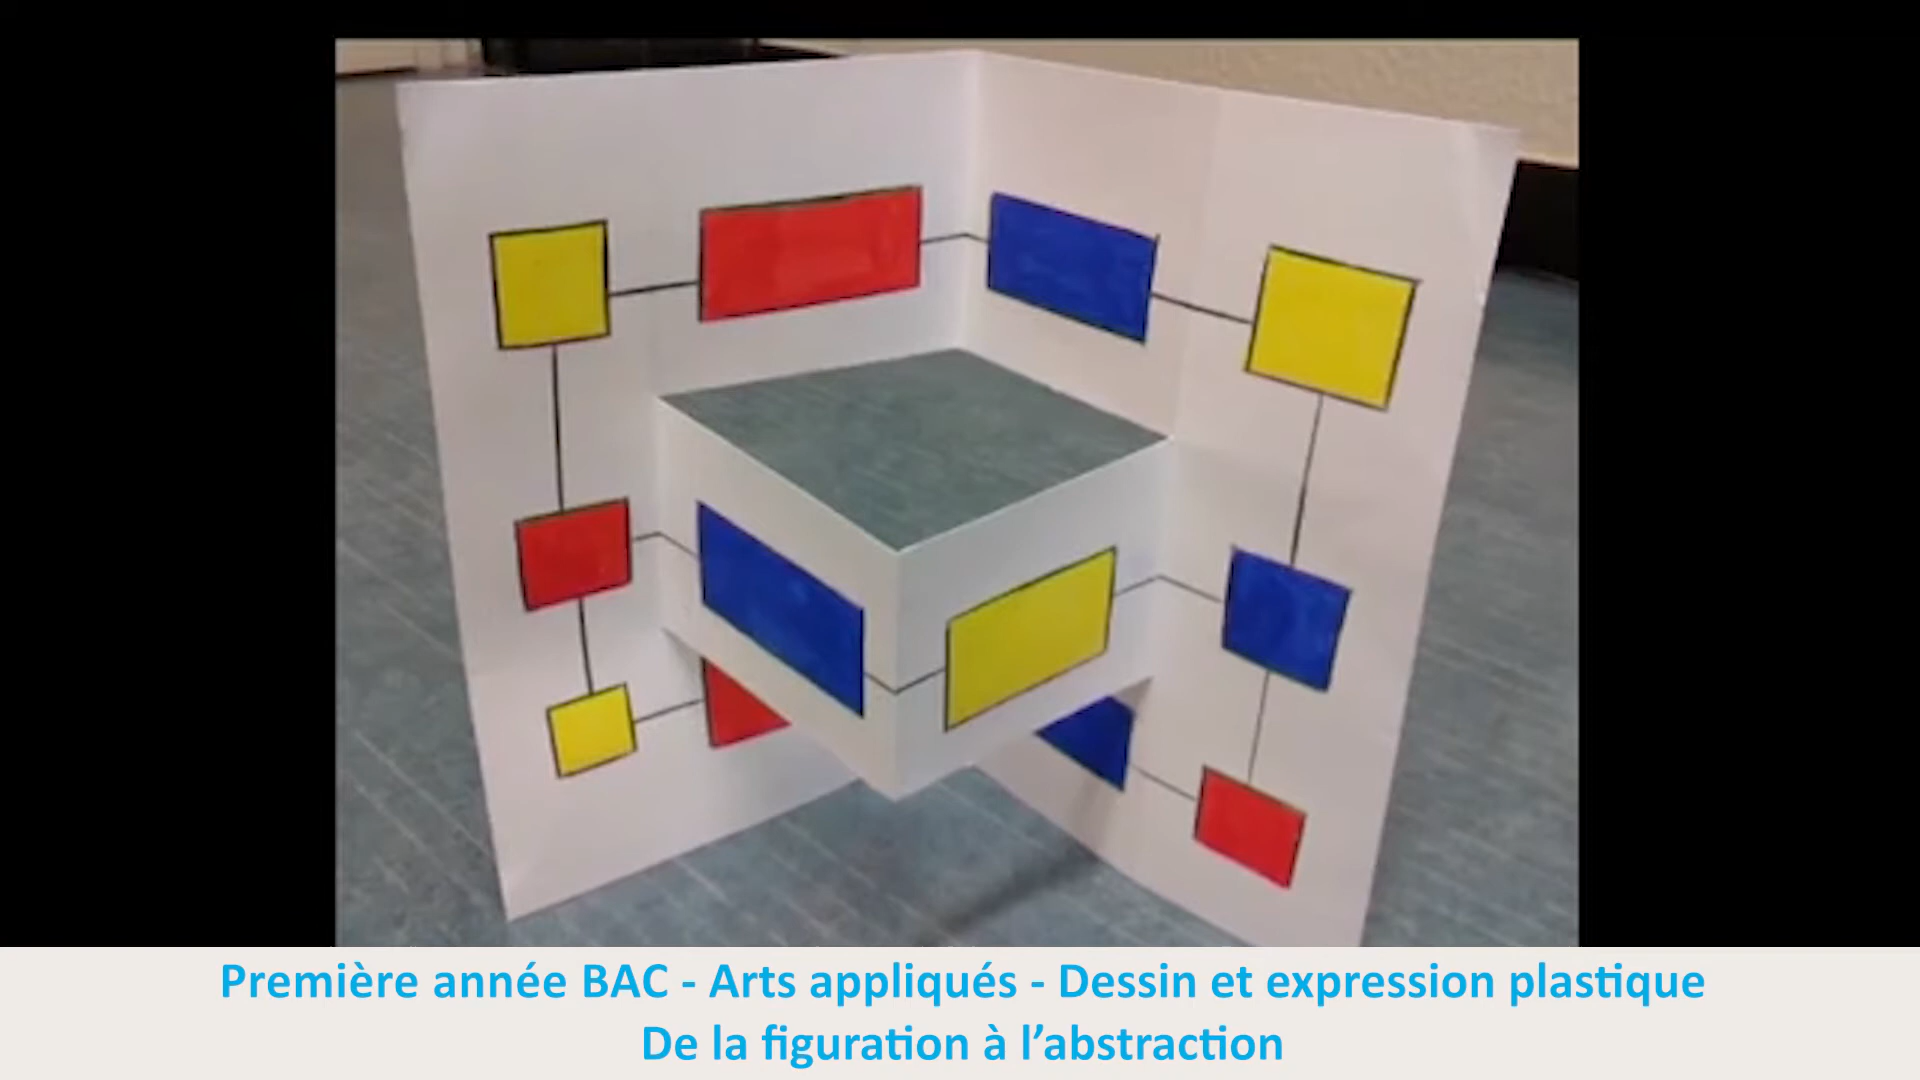 Première année BAC - Arts appliqués - Dessin et expression plastique
De la figuration à l’abstraction